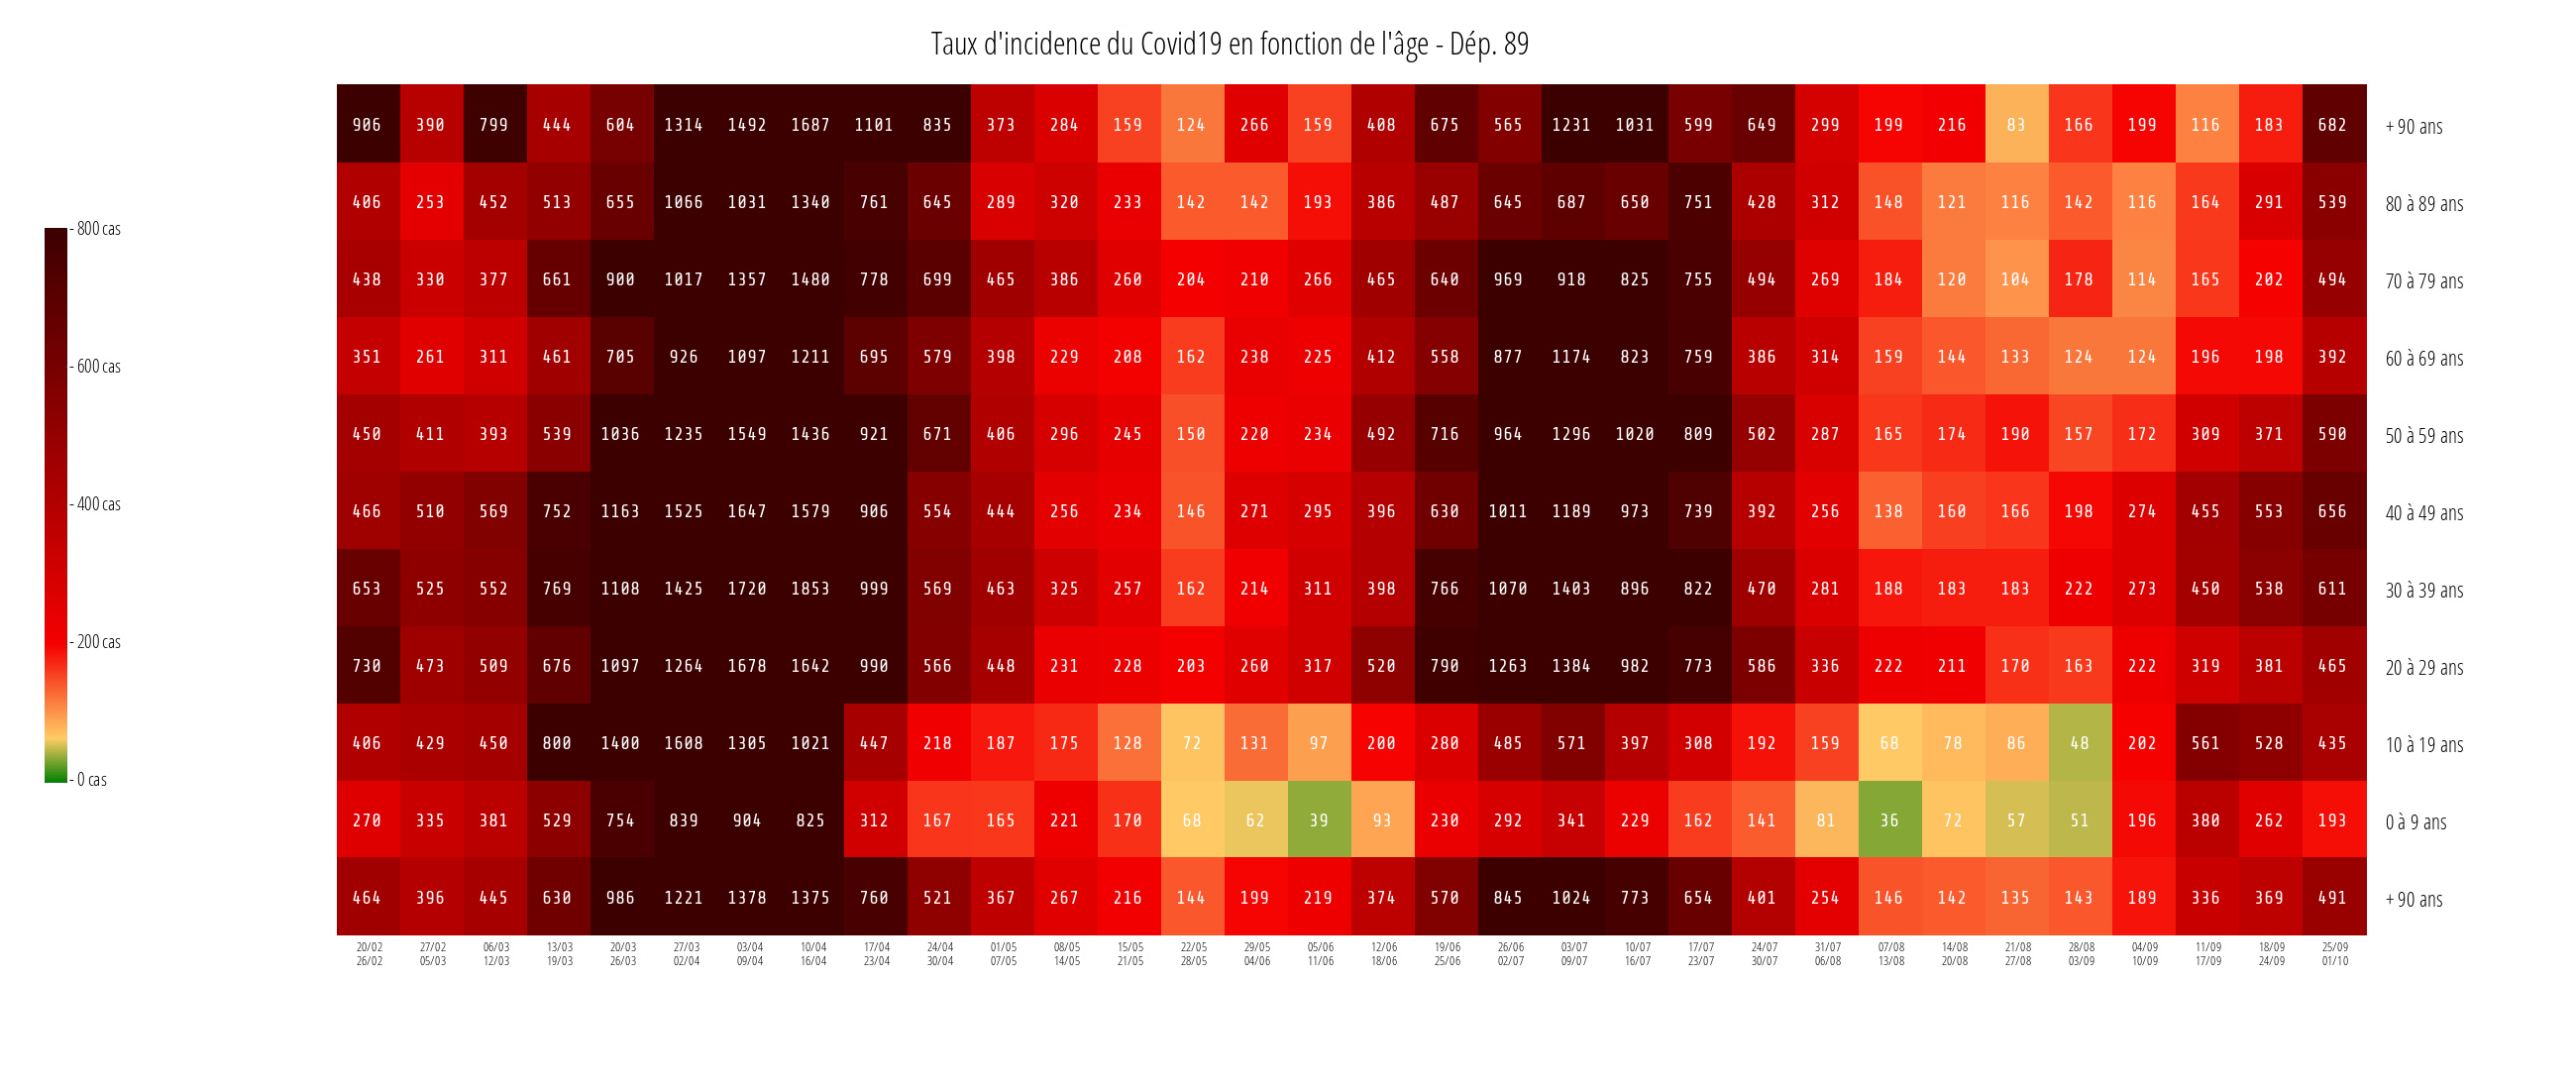 Taux d'incidence du Covid19 en fonction de l'âge - Dép. 89
906 390 799 444 604 1314 1492 1687 1101 835 373 284 159 124 266 159 408 675 565 1231 1031 599 649 299 199 216 83 166 199 116 183 682 + 90 ans
406 253 452 513 655 1066 1031 1340 761 645 289 320 233 142 142 193 386 487 645 687 650 751 428 312 148 121 116 142 116 164 291 539 80 à 89 ans
438 330 377 661 900 1017 1357 1480 778 699 465 386 260 204 210 266 465 640 969 918 825 755 494 269 184 120 104 178 114 165 202 494 70 à 79 ans
351 261 311 461 705 926 1097 1211 695 579 398 229 208 162 238 225 412 558 877 1174 823 759 386 314 159 144 133 124 124 196 198 392 60 à 69 ans
450 411 393 539 1036 1235 1549 1436 921 671 406 296 245 150 220 234 492 716 964 1296 1020 809 502 287 165 174 190 157 172 309 371 590 50 à 59 ans
466 510 569 752 1163 1525 1647 1579 906 554 444 256 234 146 271 295 396 630 1011 1189 973 739 392 256 138 160 166 198 274 455 553 656 40 à 49 ans
653 525 552 769 1108 1425 1720 1853 999 569 463 325 257 162 214 311 398 766 1070 1403 896 822 470 281 188 183 183 222 273 450 538 611 30 à 39 ans
730 473 509 676 1097 1264 1678 1642 990 566 448 231 228 203 260 317 520 790 1263 1384 982 773 586 336 222 211 170 163 222 319 381 465 20 à 29 ans
406 429 450 800 1400 1608 1305 1021 447 218 187 175 128 72 131 97 200 280 485 571 397 308 192 159 68 78 86 48 202 561 528 435 10 à 19 ans
270 335 381 529 754 839 904 825 312 167 165 221 170 68 62 39 93 230 292 341 229 162 141 81 36 72 57 51 196 380 262 193 0 à 9 ans
464 396 445 630 986 1221 1378 1375 760 521 367 267 216 144 199 219 374 570 845 1024 773 654 401 254 146 142 135 143 189 336 369 491 + 90 ans
20/02 27/02 06/03 13/03 20/03 27/03 03/04 10/04 17/04 24/04 01/05 08/05 15/05 22/05 29/05 05/06 12/06 19/06 26/06 03/07 10/07 17/07 24/07 31/07 07/08 14/08 21/08 28/08 04/09 11/09 18/09 25/09
26/02 05/03 12/03 19/03 26/03 02/04 09/04 16/04 23/04 30/04 07/05 14/05 21/05 28/05 04/06 11/06 18/06 25/06 02/07 09/07 16/07 23/07 30/07 06/08 13/08 20/08 27/08 03/09 10/09 17/09 24/09 01/10
- 800 cas
- 600 cas
- 400 cas
- 200 cas
- 0 cas